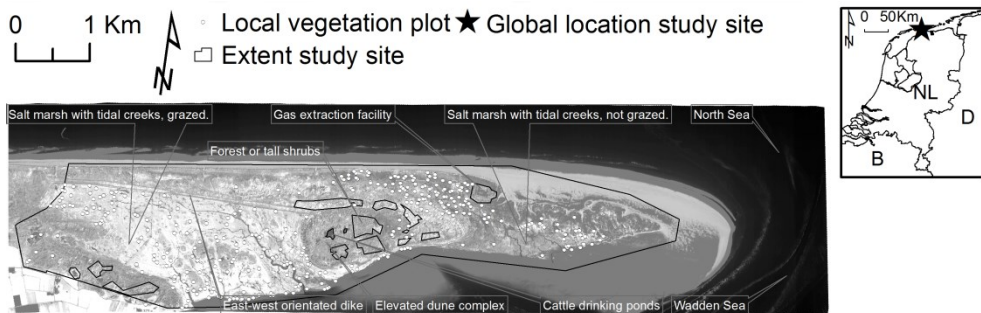 0 1 Km
N
Local vegetation plot
Global location study site
Extent study site
0 50Km
N
NL
D
B
Salt marsh with tidal creeks, grazed.
Gas extraction facility
Salt marsh with tidal creeks, not grazed.
North Sea
Forest or tall shrubs
East-west orientated dike
Elevated dune complex
Cattle drinking ponds
Wadden Sea